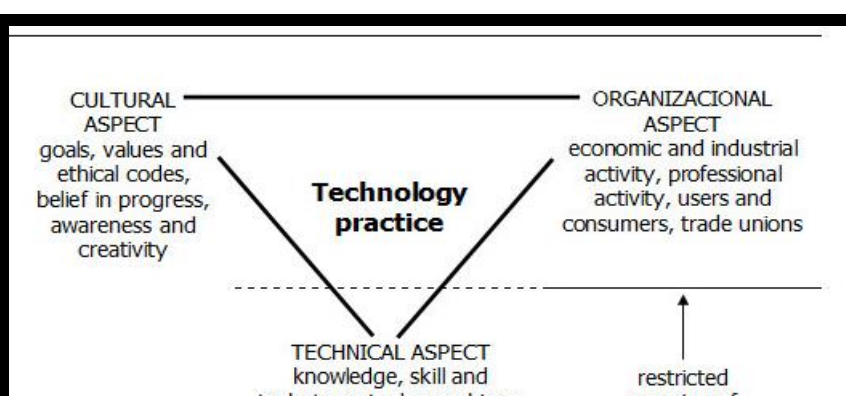 CULTURAL
ASPECT
goals, values and
ethical codes,
belief in progress,
awareness and
creativity
Technology
practice
ORGANIZACIONAL
ASPECT
economic and industrial
activity, professional
activity, users and
consumers, trade unions
TECHNICAL ASPECT
knowledge, skill and
restricted